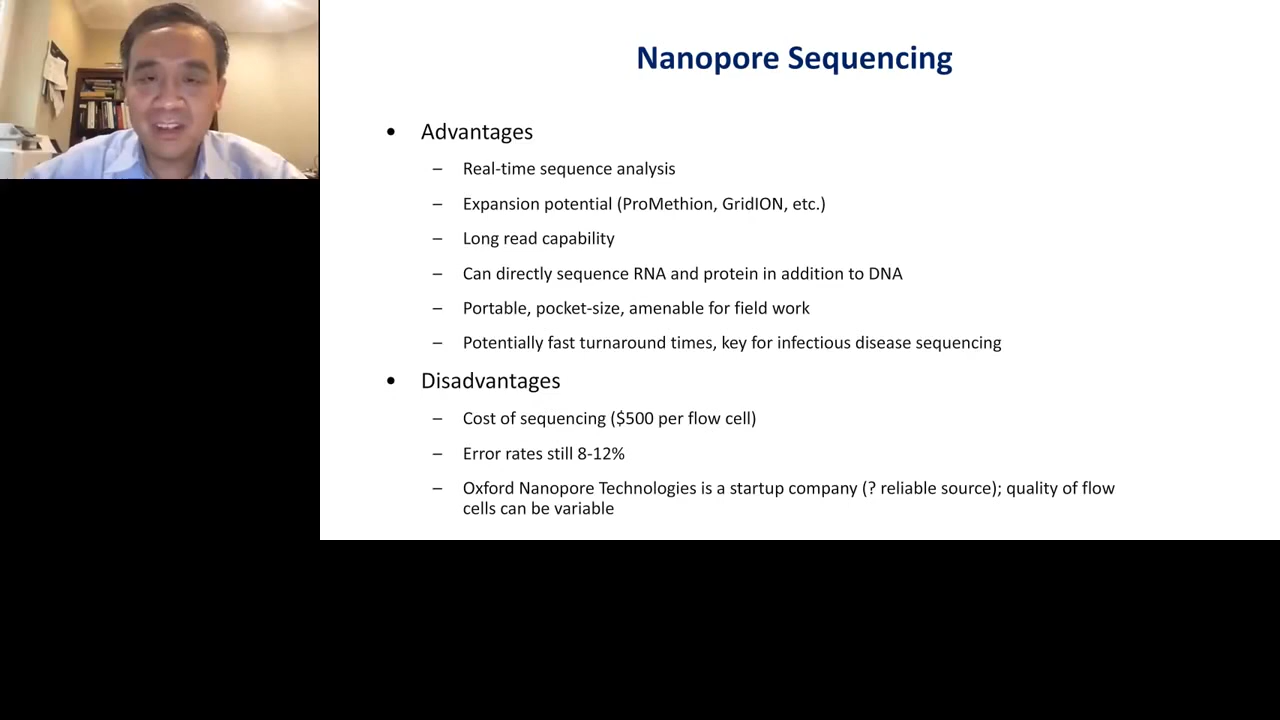 Nanopore Sequencing
• Advantages
– Real-time sequence analysis
– Expansion potential (ProMethion, GridION, etc.)
– Long read capability
– Can directly sequence RNA and protein in addition to DNA
– Portable, pocket-size, amenable for field work
– Potentially fast turnaround times, key for infectious disease sequencing
• Disadvantages
– Cost of sequencing ($500 per flow cell)
– Error rates still 8-12%
– Oxford Nanopore Technologies is a startup company (? reliable source); quality of flow
cells can be variable